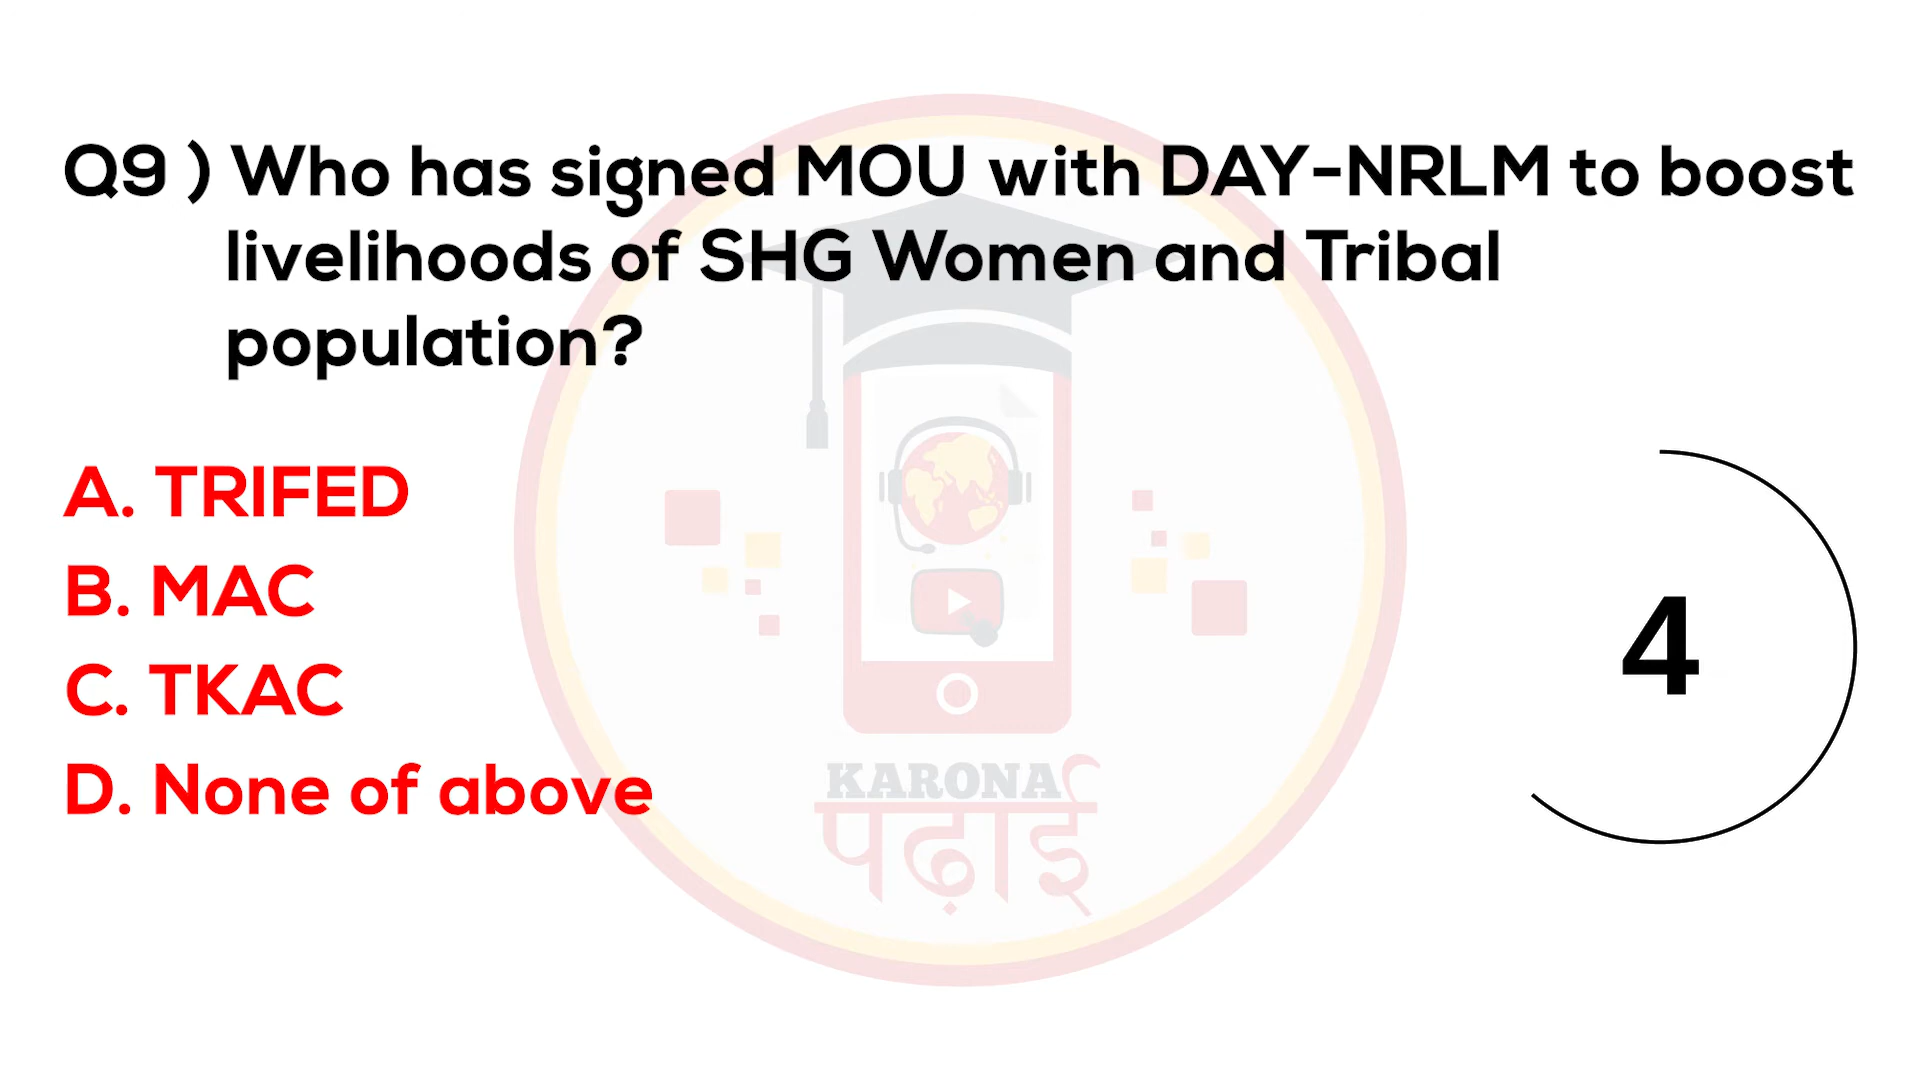 Q9 ) Who has signed MOU with DAY-NRLM to boost
livelihoods of SHG Women and Tribal
population?
A. TRIFED
B. MAC
C. TKAC
D. None of above
4
KARONA
पढ़ाई